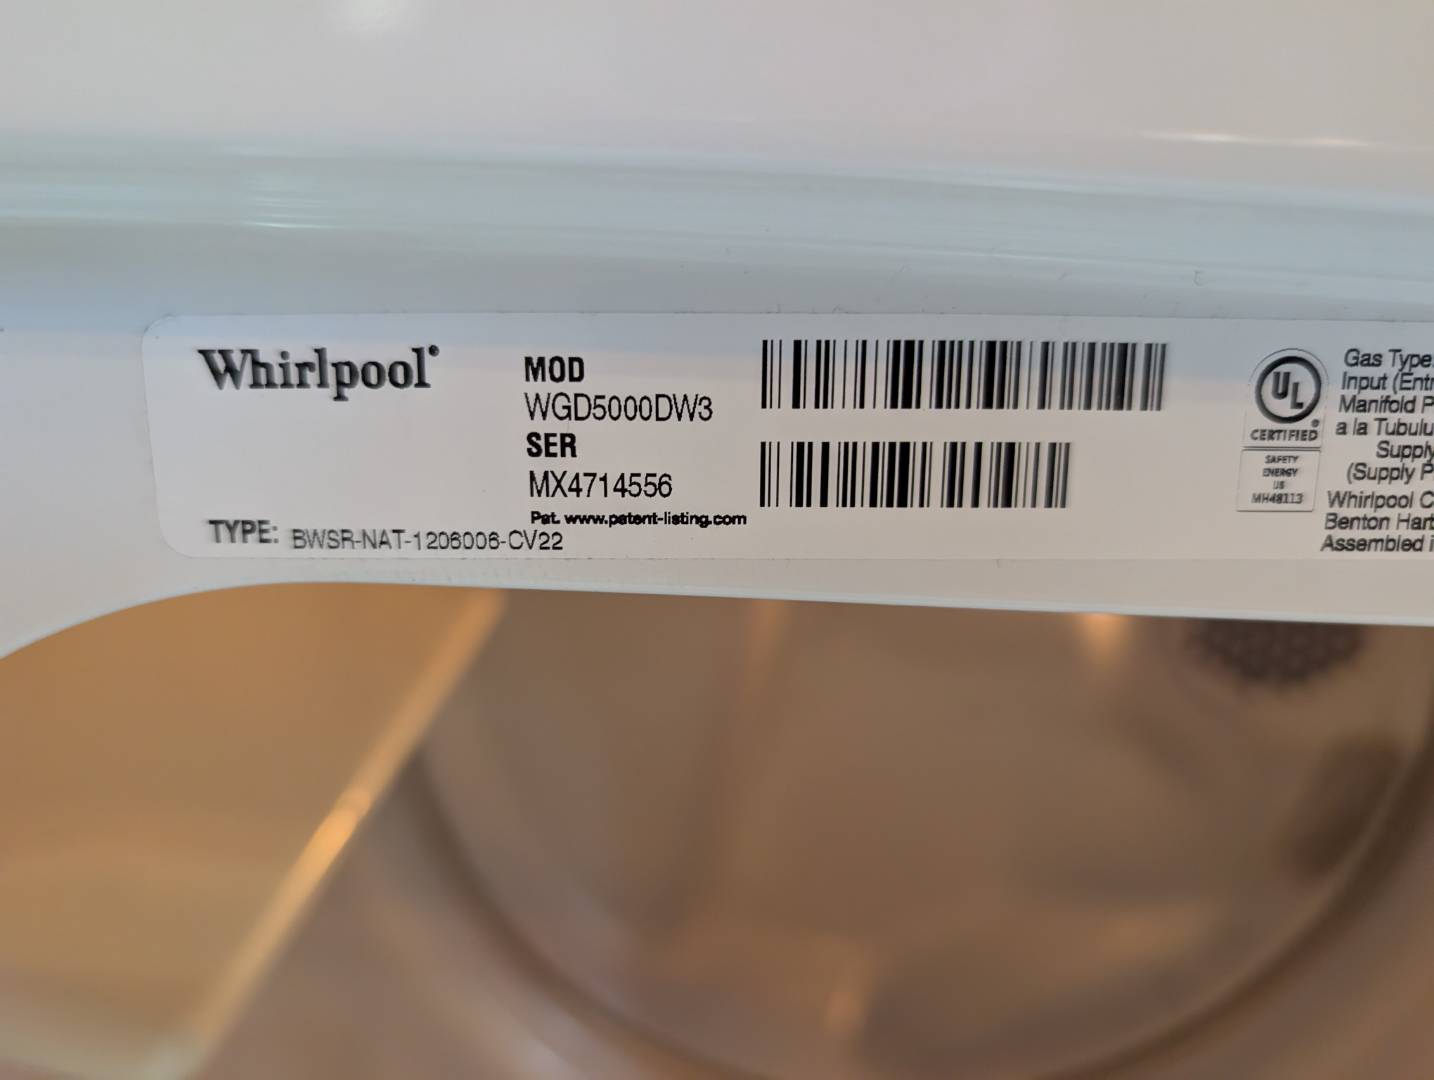 Whirlpool®
MOD
WGD5000DW3
SER
MX4714556
Pat. www.patent-listing.com
TYPE: BWSR-NAT-1206006-CV22
UL
CERTIFIED®
SAFETY
ENERGY
US
MH48113
Gas Type:
Input (Entr
Manifold P
a la Tubulu
Supply
(Supply P
Whirlpool C
Benton Hart
Assembled i